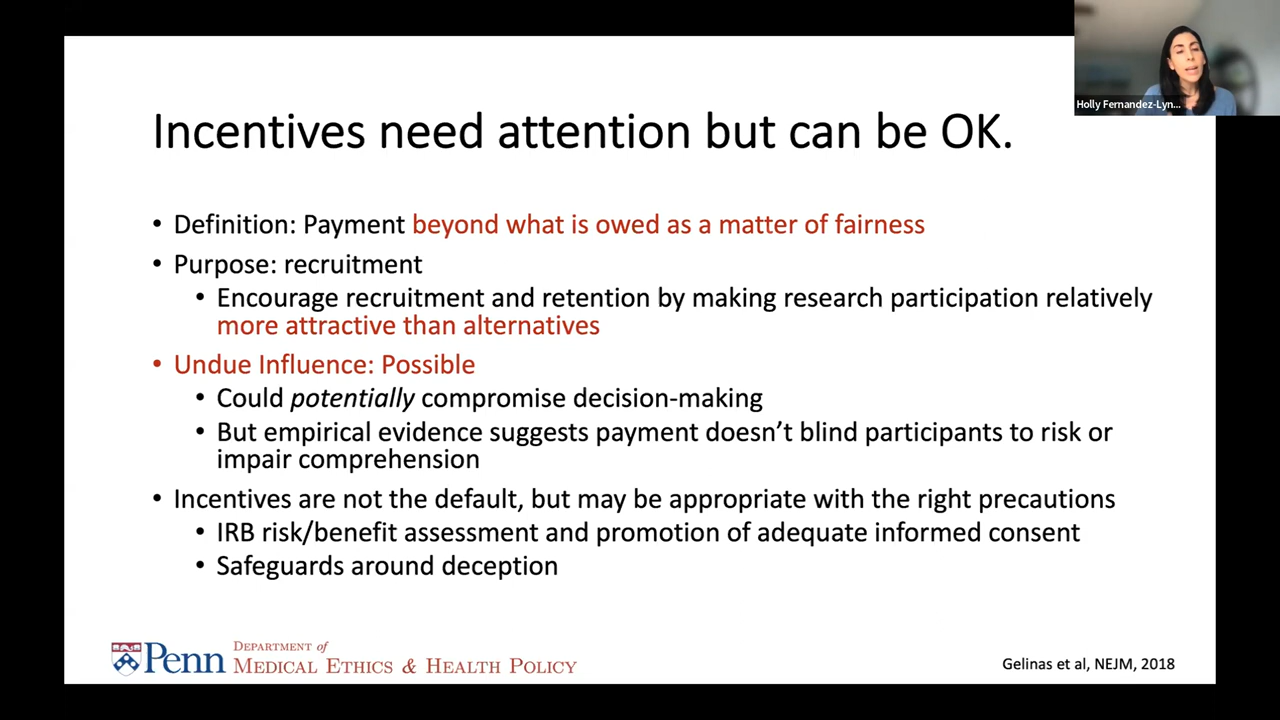 Holly Fernandez-Lyn...
Incentives need attention but can be OK.
• Definition: Payment beyond what is owed as a matter of fairness
• Purpose: recruitment
• Encourage recruitment and retention by making research participation relatively
more attractive than alternatives
• Undue Influence: Possible
• Could potentially compromise decision-making
• But empirical evidence suggests payment doesn’t blind participants to risk or
impair comprehension
• Incentives are not the default, but may be appropriate with the right precautions
• IRB risk/benefit assessment and promotion of adequate informed consent
• Safeguards around deception
Penn
Department of
Medical Ethics & Health Policy
Gelinas et al, NEJM, 2018